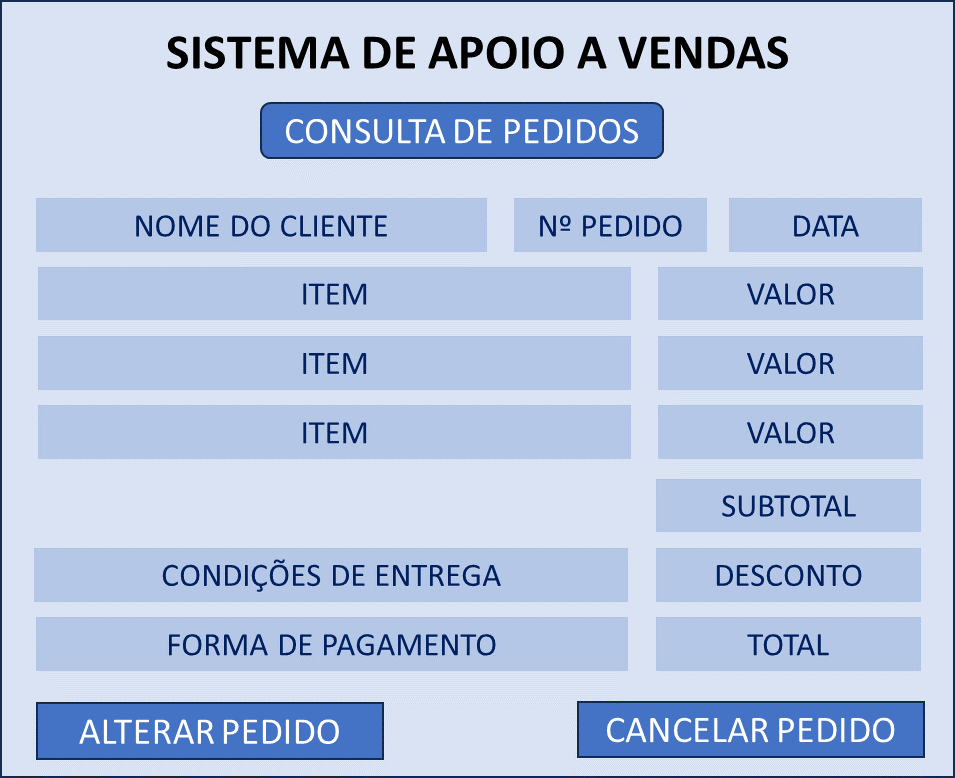 SISTEMA DE APOIO A VENDAS
CONSULTA DE PEDIDOS
NOME DO CLIENTE Nº PEDIDO DATA
ITEM VALOR
ITEM VALOR
ITEM VALOR
SUBTOTAL
CONDIÇÕES DE ENTREGA DESCONTO
FORMA DE PAGAMENTO TOTAL
ALTERAR PEDIDO CANCELAR PEDIDO